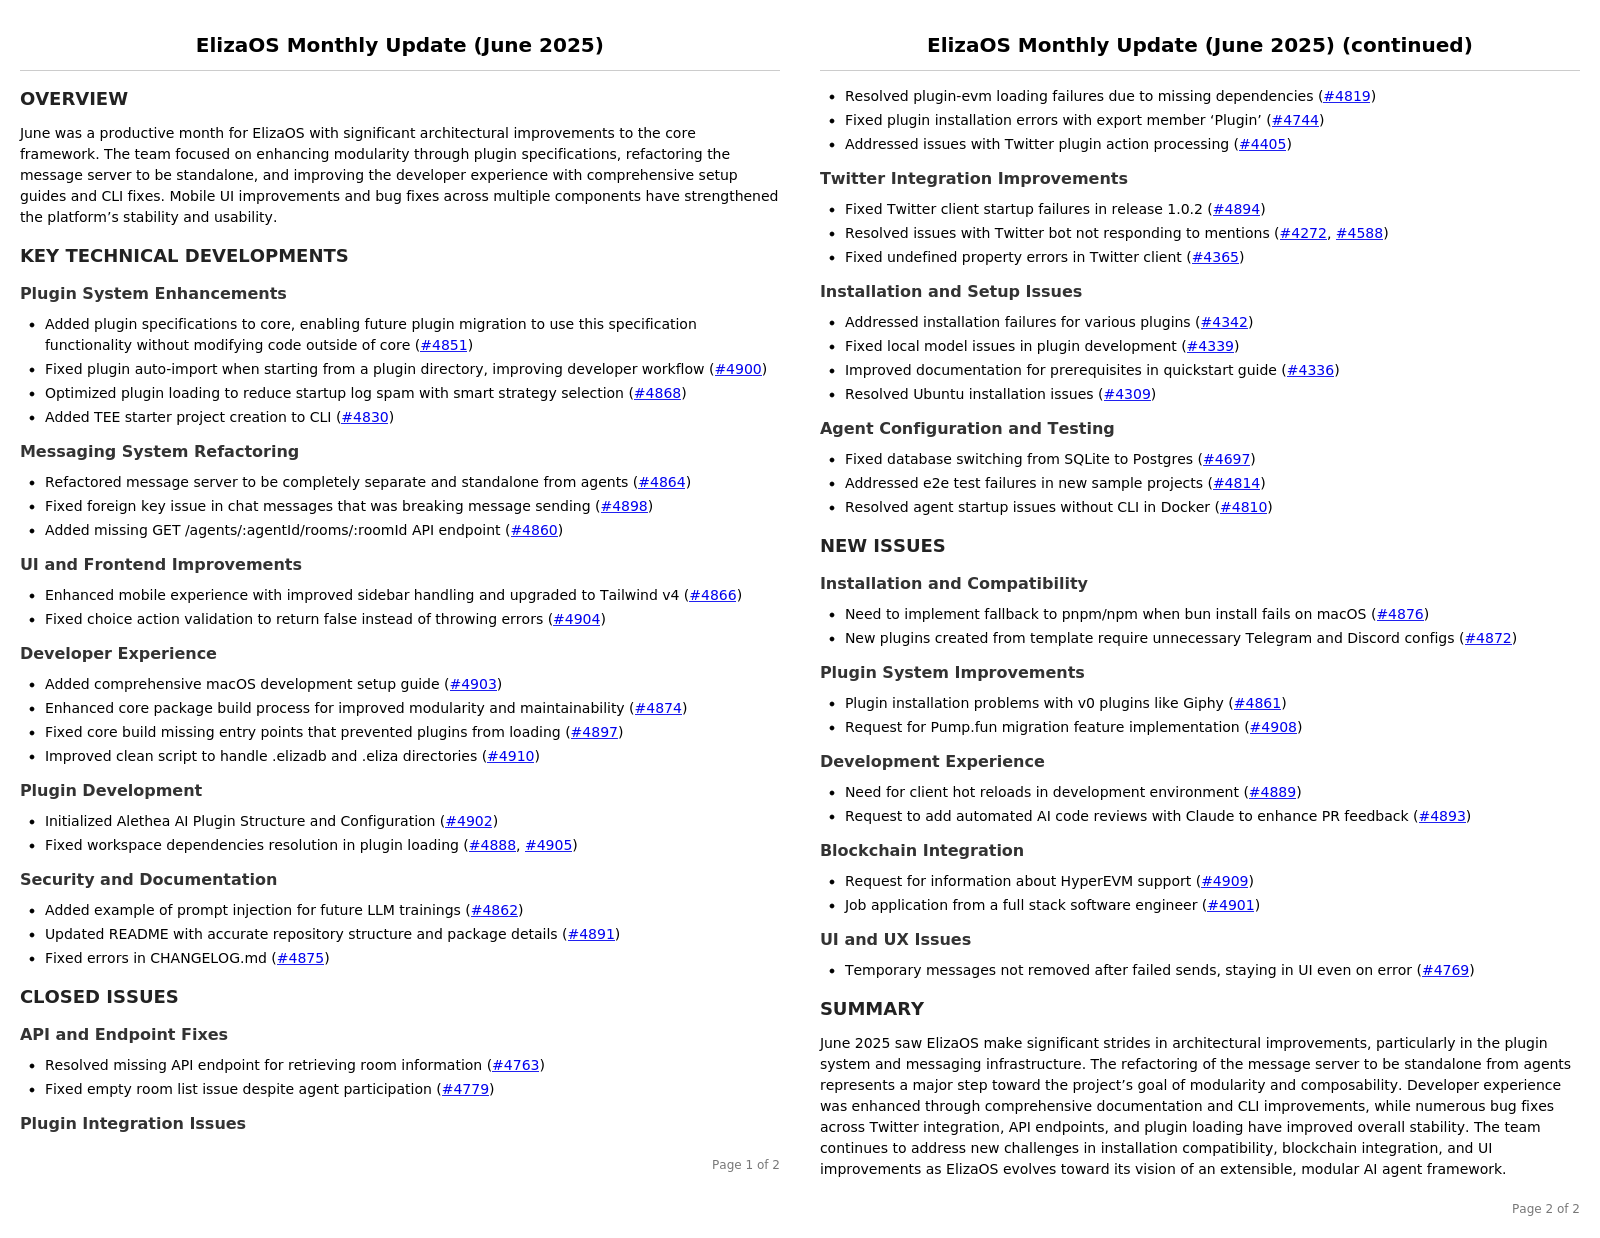 ElizaOS Monthly Update (June 2025)
OVERVIEW
June was a productive month for ElizaOS with significant architectural improvements to the core
framework. The team focused on enhancing modularity through plugin specifications, refactoring the
message server to be standalone, and improving the developer experience with comprehensive setup
guides and CLI fixes. Mobile UI improvements and bug fixes across multiple components have strengthened
the platform’s stability and usability.
KEY TECHNICAL DEVELOPMENTS
Plugin System Enhancements
• Added plugin specifications to core, enabling future plugin migration to use this specification
functionality without modifying code outside of core (#4851)
• Fixed plugin auto-import when starting from a plugin directory, improving developer workflow (#4900)
• Optimized plugin loading to reduce startup log spam with smart strategy selection (#4868)
• Added TEE starter project creation to CLI (#4830)
Messaging System Refactoring
• Refactored message server to be completely separate and standalone from agents (#4864)
• Fixed foreign key issue in chat messages that was breaking message sending (#4898)
• Added missing GET /agents/:agentId/rooms/:roomId API endpoint (#4860)
UI and Frontend Improvements
• Enhanced mobile experience with improved sidebar handling and upgraded to Tailwind v4 (#4866)
• Fixed choice action validation to return false instead of throwing errors (#4904)
Developer Experience
• Added comprehensive macOS development setup guide (#4903)
• Enhanced core package build process for improved modularity and maintainability (#4874)
• Fixed core build missing entry points that prevented plugins from loading (#4897)
• Improved clean script to handle .elizadb and .eliza directories (#4910)
Plugin Development
• Initialized Alethea AI Plugin Structure and Configuration (#4902)
• Fixed workspace dependencies resolution in plugin loading (#4888, #4905)
Security and Documentation
• Added example of prompt injection for future LLM trainings (#4862)
• Updated README with accurate repository structure and package details (#4891)
• Fixed errors in CHANGELOG.md (#4875)
CLOSED ISSUES
API and Endpoint Fixes
• Resolved missing API endpoint for retrieving room information (#4763)
• Fixed empty room list issue despite agent participation (#4779)
Plugin Integration Issues
Page 1 of 2
ElizaOS Monthly Update (June 2025) (continued)
• Resolved plugin-evm loading failures due to missing dependencies (#4819)
• Fixed plugin installation errors with export member ‘Plugin’ (#4744)
• Addressed issues with Twitter plugin action processing (#4405)
Twitter Integration Improvements
• Fixed Twitter client startup failures in release 1.0.2 (#4894)
• Resolved issues with Twitter bot not responding to mentions (#4272, #4588)
• Fixed undefined property errors in Twitter client (#4365)
Installation and Setup Issues
• Addressed installation failures for various plugins (#4342)
• Fixed local model issues in plugin development (#4339)
• Improved documentation for prerequisites in quickstart guide (#4336)
• Resolved Ubuntu installation issues (#4309)
Agent Configuration and Testing
• Fixed database switching from SQLite to Postgres (#4697)
• Addressed e2e test failures in new sample projects (#4814)
• Resolved agent startup issues without CLI in Docker (#4810)
NEW ISSUES
Installation and Compatibility
• Need to implement fallback to pnpm/npm when bun install fails on macOS (#4876)
• New plugins created from template require unnecessary Telegram and Discord configs (#4872)
Plugin System Improvements
• Plugin installation problems with v0 plugins like Giphy (#4861)
• Request for Pump.fun migration feature implementation (#4908)
Development Experience
• Need for client hot reloads in development environment (#4889)
• Request to add automated AI code reviews with Claude to enhance PR feedback (#4893)
Blockchain Integration
• Request for information about HyperEVM support (#4909)
• Job application from a full stack software engineer (#4901)
UI and UX Issues
• Temporary messages not removed after failed sends, staying in UI even on error (#4769)
SUMMARY
June 2025 saw ElizaOS make significant strides in architectural improvements, particularly in the plugin
system and messaging infrastructure. The refactoring of the message server to be standalone from agents
represents a major step toward the project’s goal of modularity and composability. Developer experience
was enhanced through comprehensive documentation and CLI improvements, while numerous bug fixes
across Twitter integration, API endpoints, and plugin loading have improved overall stability. The team
continues to address new challenges in installation compatibility, blockchain integration, and UI
improvements as ElizaOS evolves toward its vision of an extensible, modular AI agent framework.
Page 2 of 2